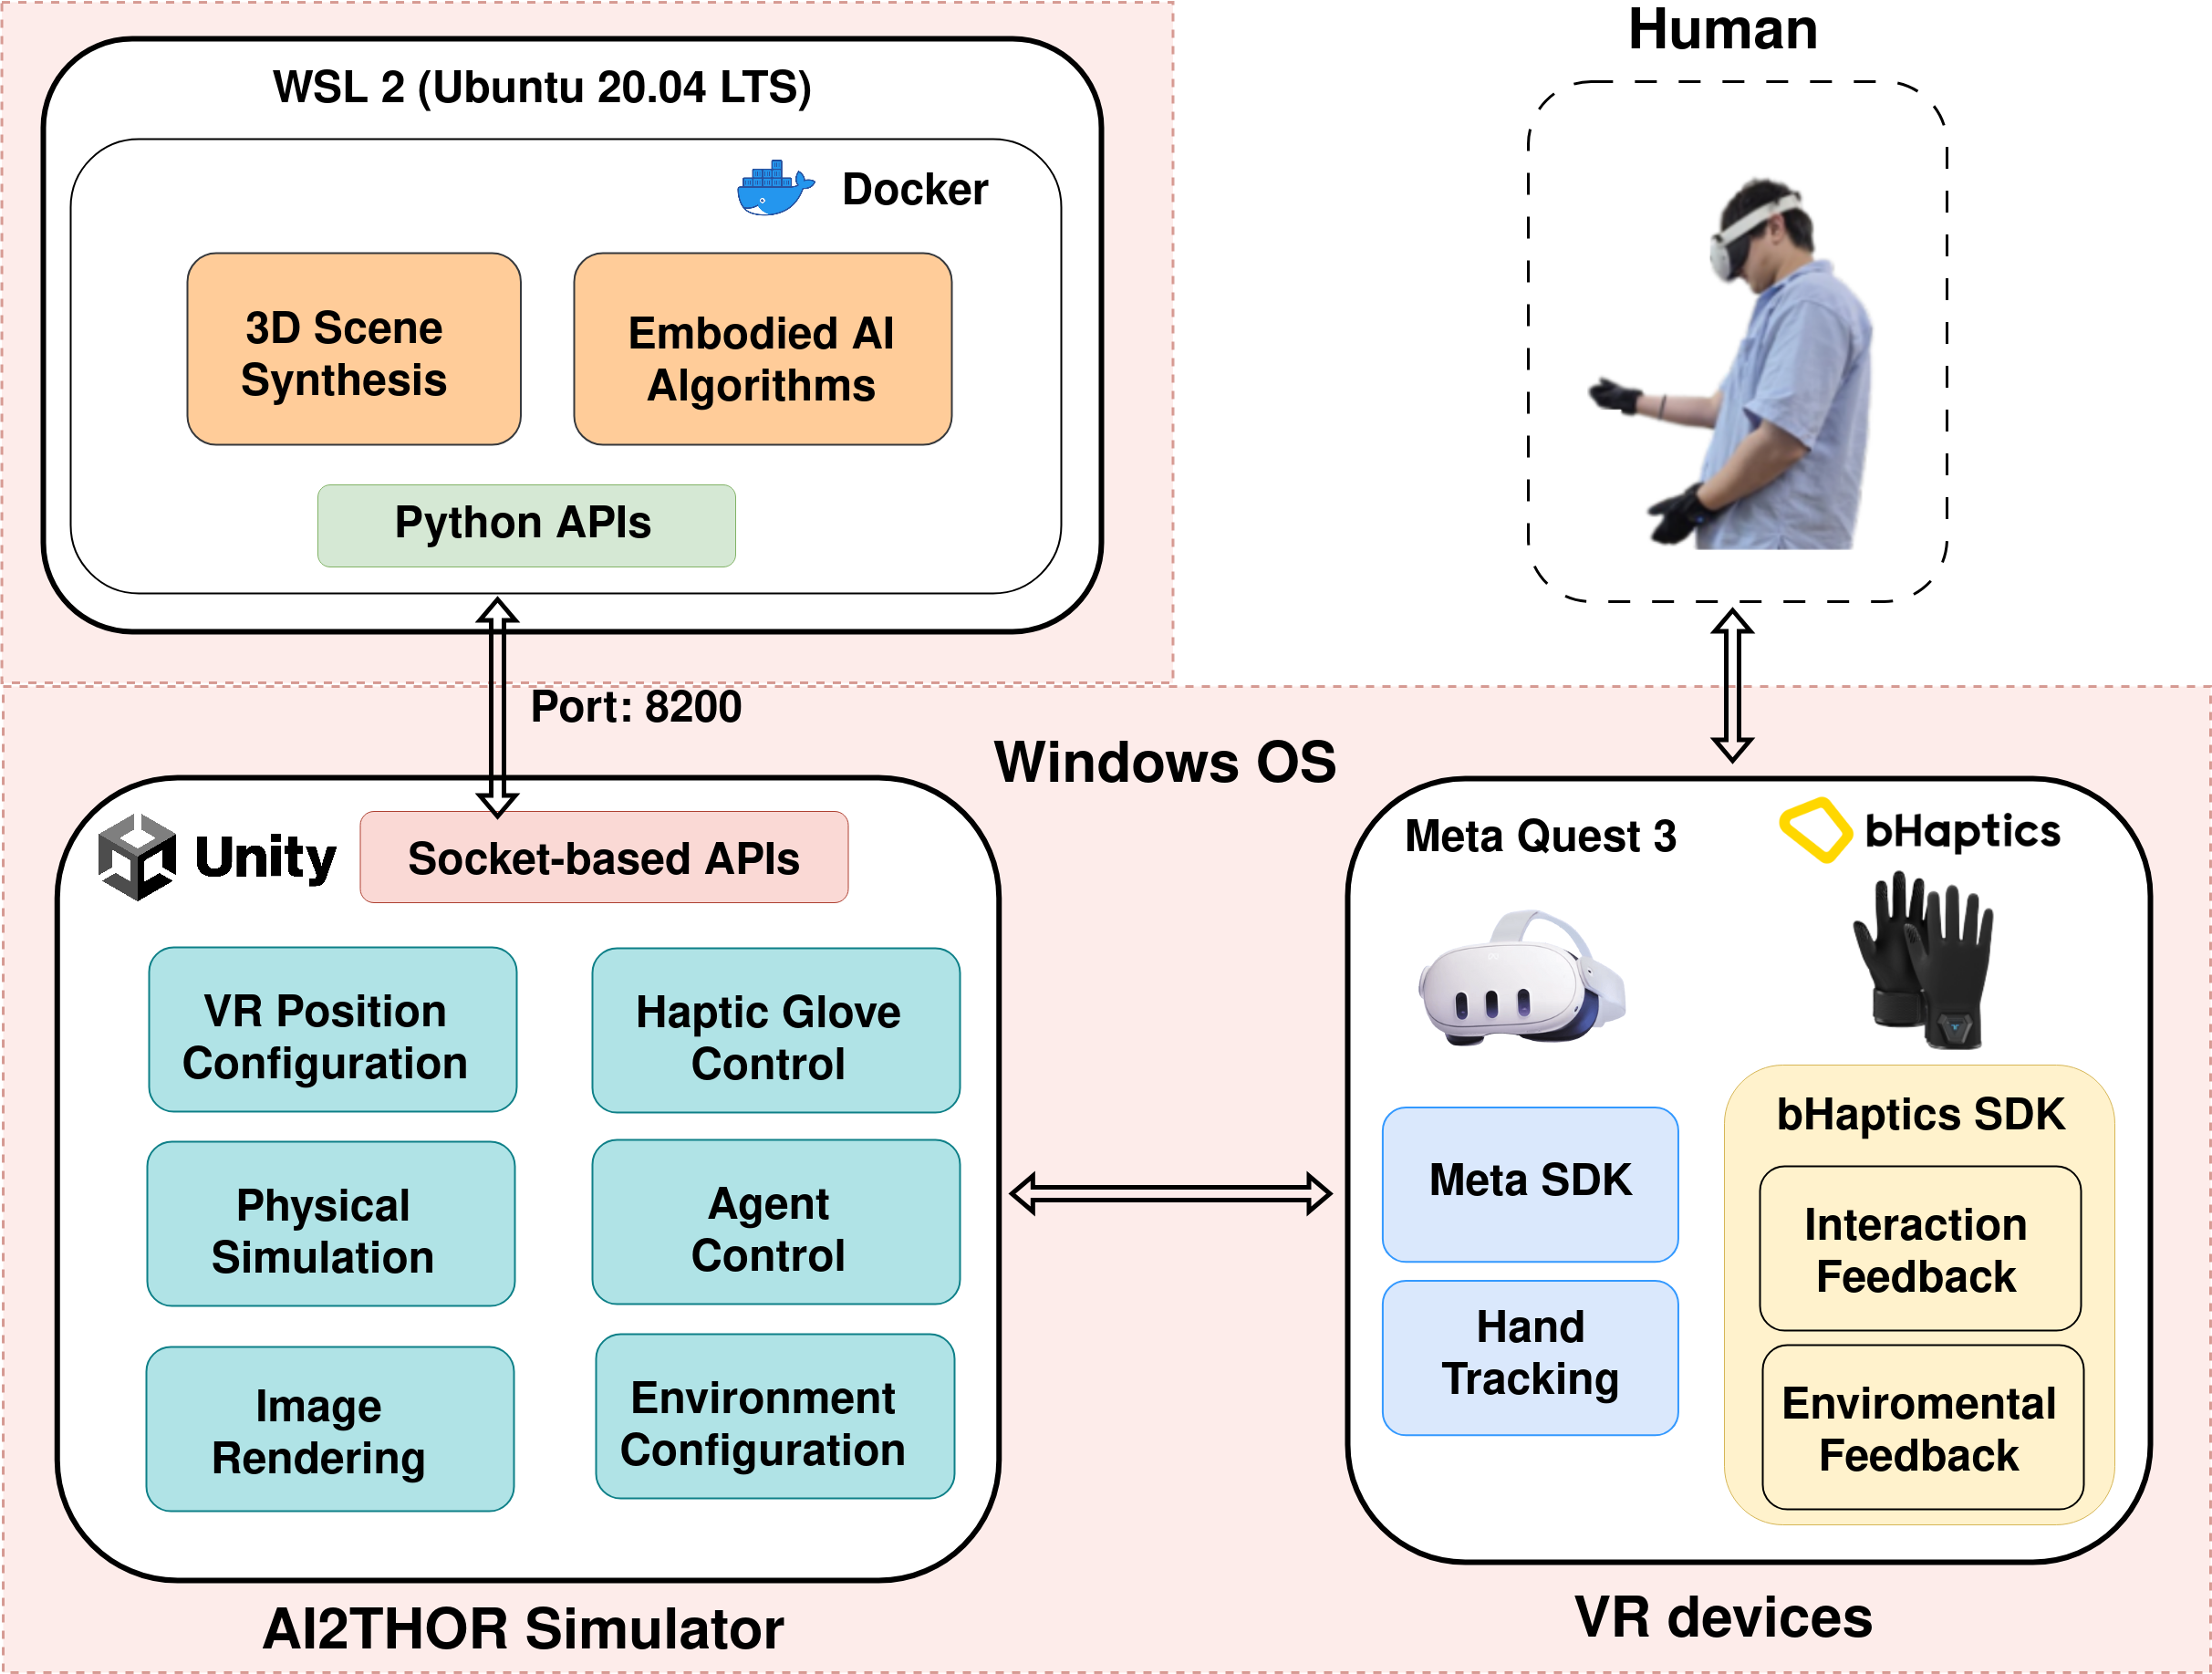 WSL 2 (Ubuntu 20.04 LTS)
Docker
3D Scene
Synthesis
Embodied AI
Algorithms
Python APIs
Human
Port: 8200
Windows OS
Unity
Socket-based APIs
VR Position
Configuration
Haptic Glove
Control
Physical
Simulation
Agent
Control
Image
Rendering
Environment
Configuration
AI2THOR Simulator
Meta Quest 3
bHaptics
Meta SDK
Hand
Tracking
bHaptics SDK
Interaction
Feedback
Enviromental
Feedback
VR devices